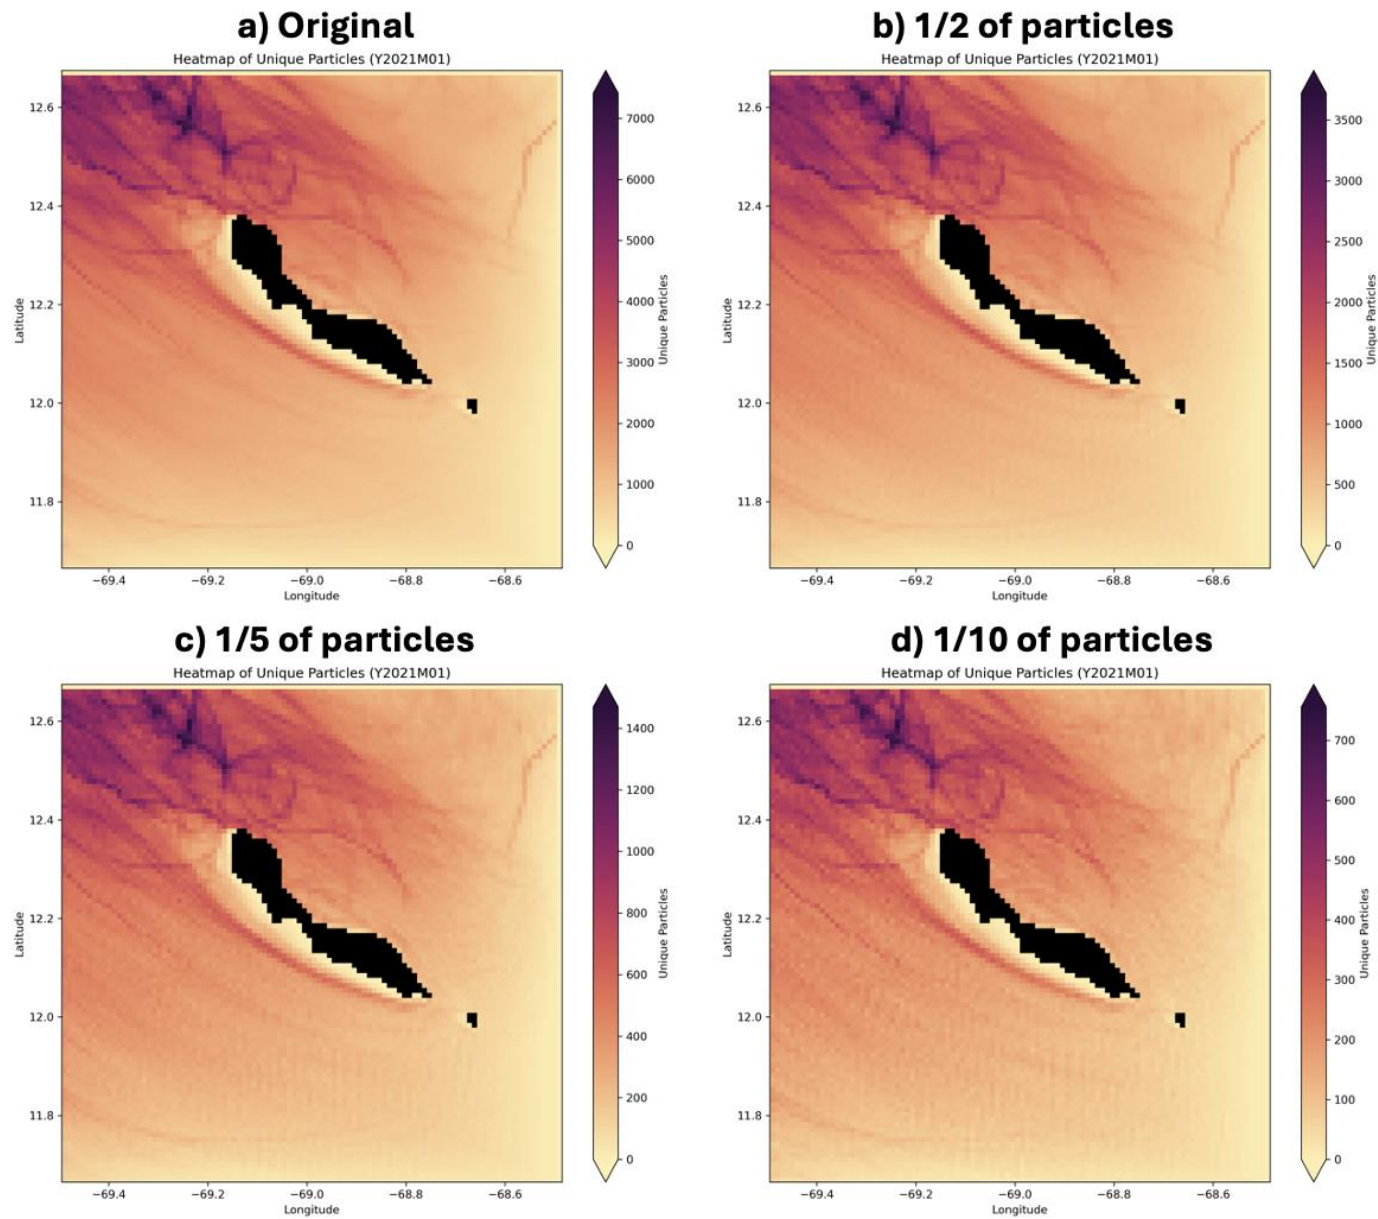 a) Original
Heatmap of Unique Particles (Y2021M01)
12.6
12.4
12.2
12.0
11.8
Latitude
−69.4 −69.2 −69.0 −68.8 −68.6
Longitude
7000
6000
5000
4000
3000
2000
1000
0
Unique Particles
b) 1/2 of particles
Heatmap of Unique Particles (Y2021M01)
12.6
12.4
12.2
12.0
11.8
Latitude
−69.4 −69.2 −69.0 −68.8 −68.6
Longitude
3500
3000
2500
2000
1500
1000
500
0
Unique Particles
c) 1/5 of particles
Heatmap of Unique Particles (Y2021M01)
12.6
12.4
12.2
12.0
11.8
Latitude
−69.4 −69.2 −69.0 −68.8 −68.6
Longitude
1400
1200
1000
800
600
400
200
0
Unique Particles
d) 1/10 of particles
Heatmap of Unique Particles (Y2021M01)
12.6
12.4
12.2
12.0
11.8
Latitude
−69.4 −69.2 −69.0 −68.8 −68.6
Longitude
700
600
500
400
300
200
100
0
Unique Particles